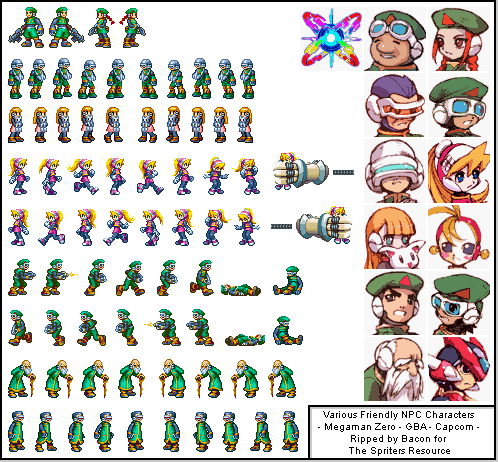 Various Friendly NPC Characters
- Megaman Zero - GBA- Capcom -
Ripped by Bacon for
The Spriters Resource